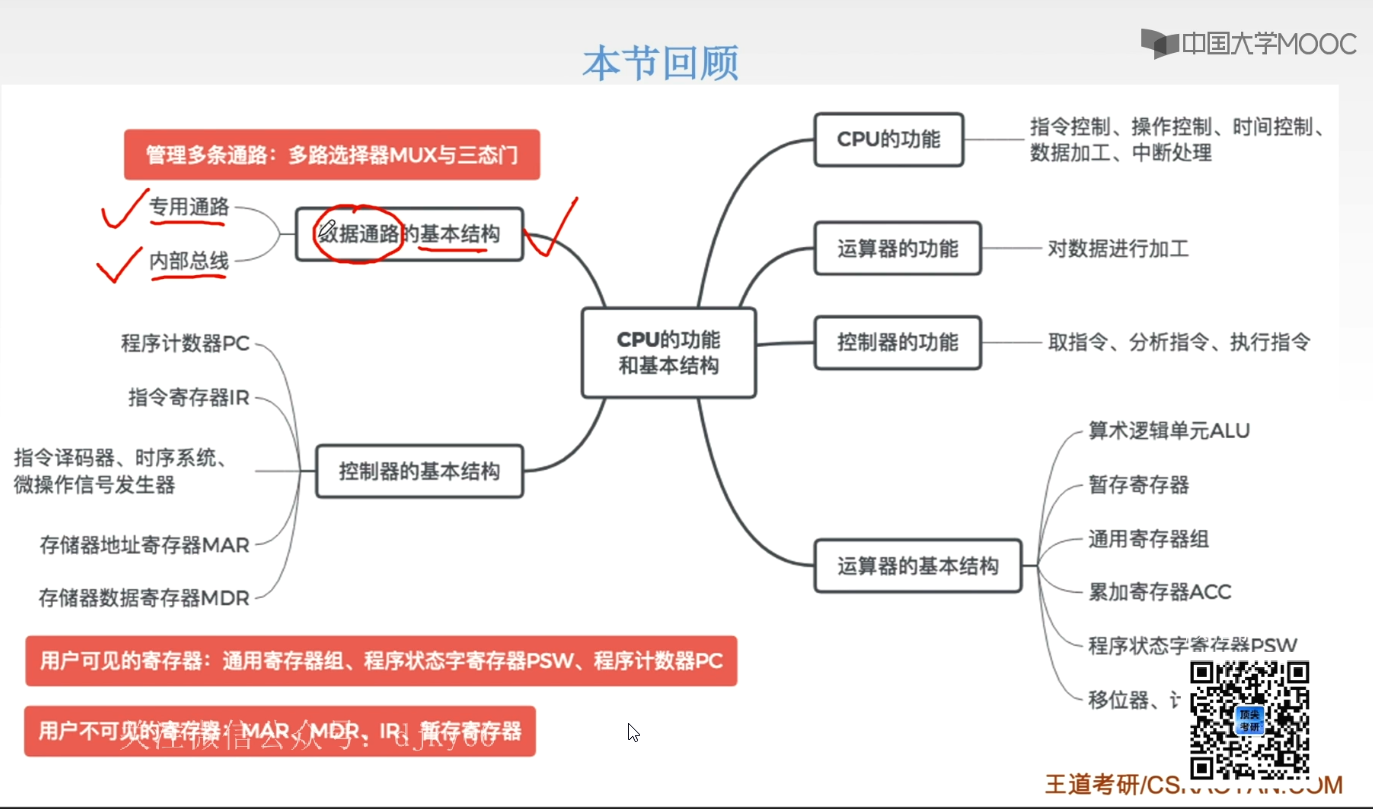 中国大学MOOC
本节回顾
管理多条通路：多路选择器MUX与三态门
专用通路
内部总线
数据通路的基本结构
程序计数器PC
指令寄存器IR
指令译码器、时序系统、
微操作信号发生器
存储器地址寄存器MAR
存储器数据寄存器MDR
控制器的基本结构
CPU的功能
和基本结构
CPU的功能
指令控制、操作控制、时间控制、
数据加工、中断处理
运算器的功能
对数据进行加工
控制器的功能
取指令、分析指令、执行指令
运算器的基本结构
算术逻辑单元ALU
暂存寄存器
通用寄存器组
累加寄存器ACC
程序状态字寄存器PSW
移位器、
用户可见的寄存器：通用寄存器组、程序状态字寄存器PSW、程序计数器PC
用户不可见的寄存器：MAR、MDR、IR、暂存寄存器
关注微信公众号：djky66
顶尖
考研
王道考研/CSKAOYAN.COM